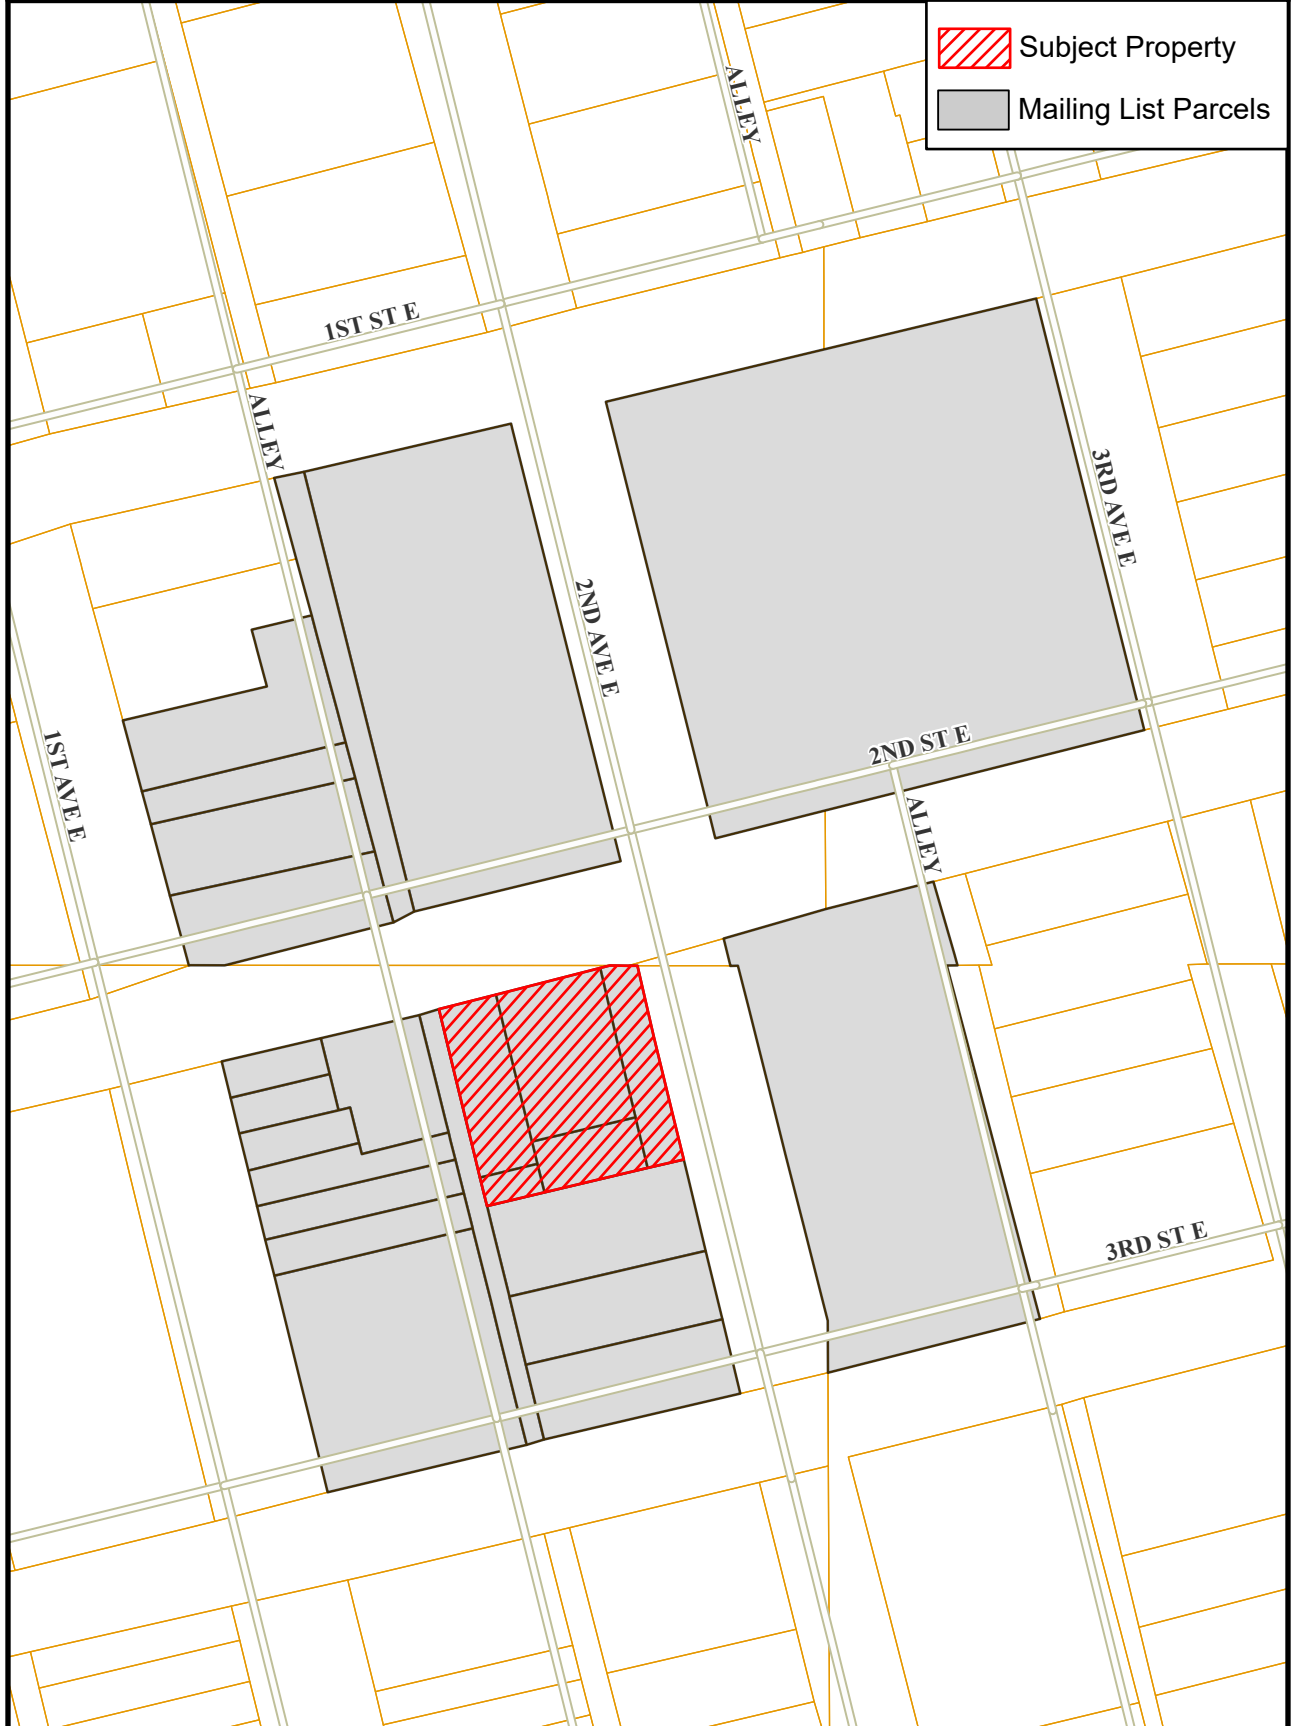 Subject Property
Mailing List Parcels
ALLEY
1ST ST E
ALLEY
3RD AVE E
2ND AVE E
1ST AVE E
2ND ST E
ALLEY
3RD ST E